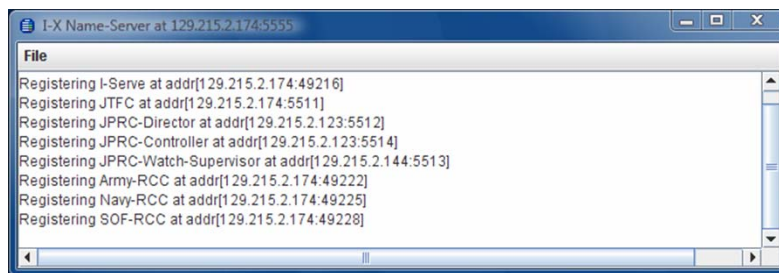 I-X Name-Server at 129.215.2.174:5555
File
Registering I-Serve at addr[129.215.2.174:49216]
Registering JTFC at addr[129.215.2.174:5511]
Registering JPRC-Director at addr[129.215.2.123:5512]
Registering JPRC-Controller at addr[129.215.2.123:5514]
Registering JPRC-Watch-Supervisor at addr[129.215.2.144:5513]
Registering Army-RCC at addr[129.215.2.174:49222]
Registering Navy-RCC at addr[129.215.2.174:49225]
Registering SOF-RCC at addr[129.215.2.174:49228]